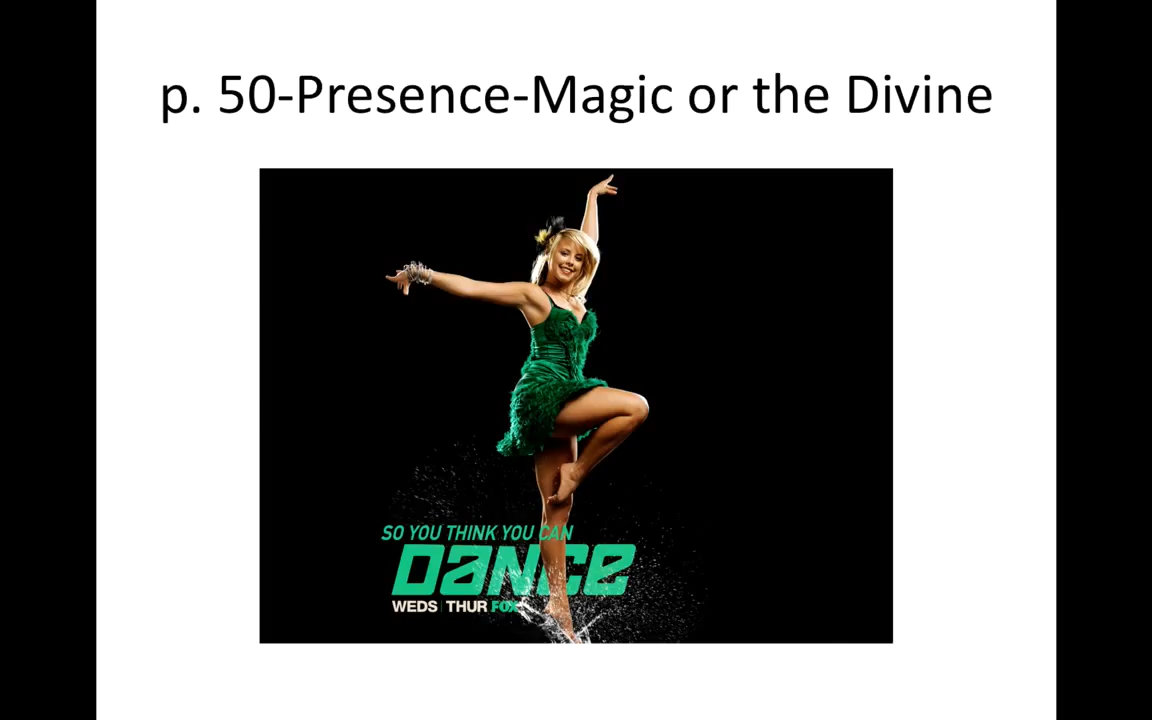 p. 50-Presence-Magic or the Divine
SO YOU THINK YOU CAN
DANCE
WEDS | THUR FOX